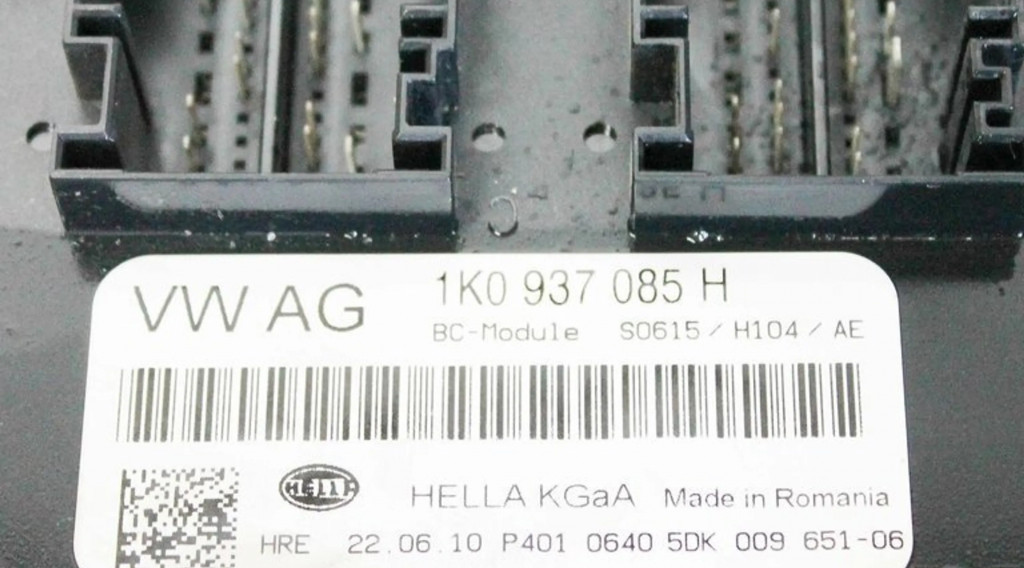 VW AG 1K0 937 085 H
BC-Module S0615 / H104 / AE
HELLA HELLA KGaA Made in Romania
HRE 22.06.10 P401 0640 5DK 009 651-06